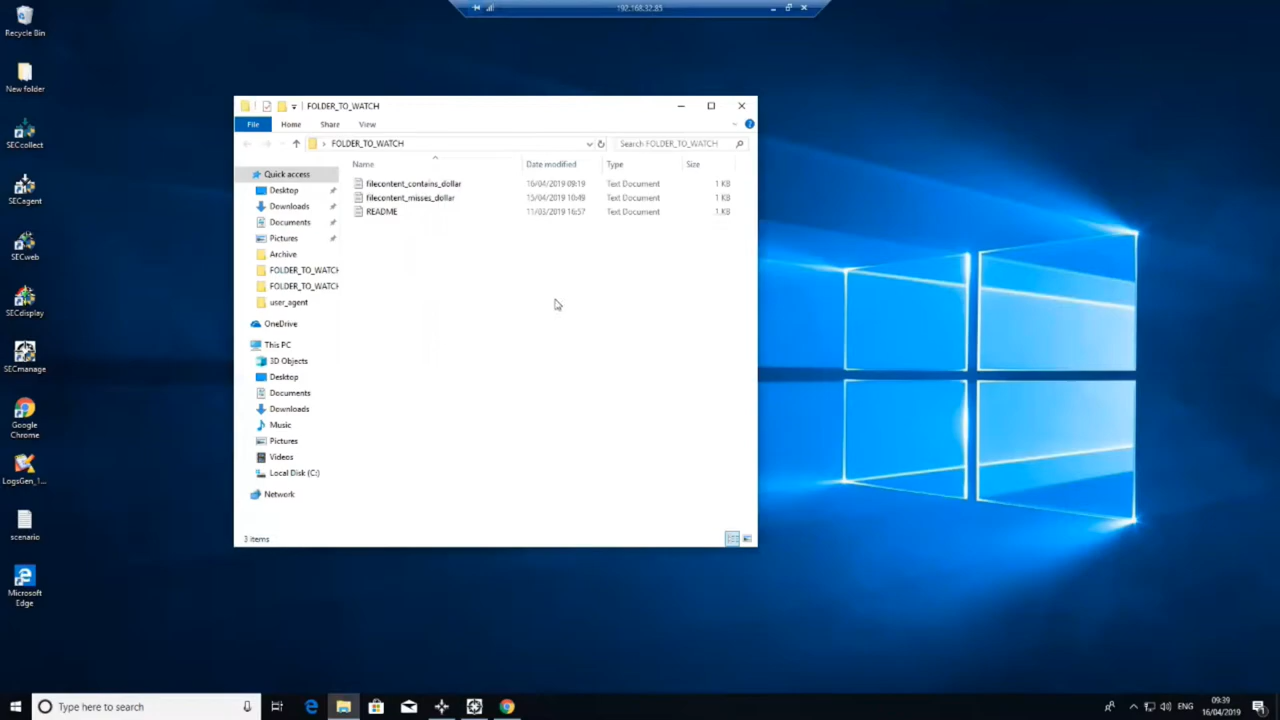 192.168.32.85
Recycle Bin
New folder
SECcollect
SECagent
SECweb
SECdisplay
SECmanage
Google
Chrome
LogsGen_1...
scenario
Microsoft
Edge
FOLDER_TO_WATCH
File Home Share View
FOLDER_TO_WATCH
Search FOLDER_TO_WATCH
Name Date modified Type Size
filecontent_contains_dollar 16/04/2019 09:19 Text Document 1 KB
filecontent_misses_dollar 15/04/2019 10:49 Text Document 1 KB
README 11/03/2019 16:57 Text Document 1 KB
Quick access
Desktop
Downloads
Documents
Pictures
Archive
FOLDER_TO_WATCH
FOLDER_TO_WATCH
user_agent
OneDrive
This PC
3D Objects
Desktop
Documents
Downloads
Music
Pictures
Videos
Local Disk (C:)
Network
3 items
Type here to search
ENG
09:39
16/04/2019
1